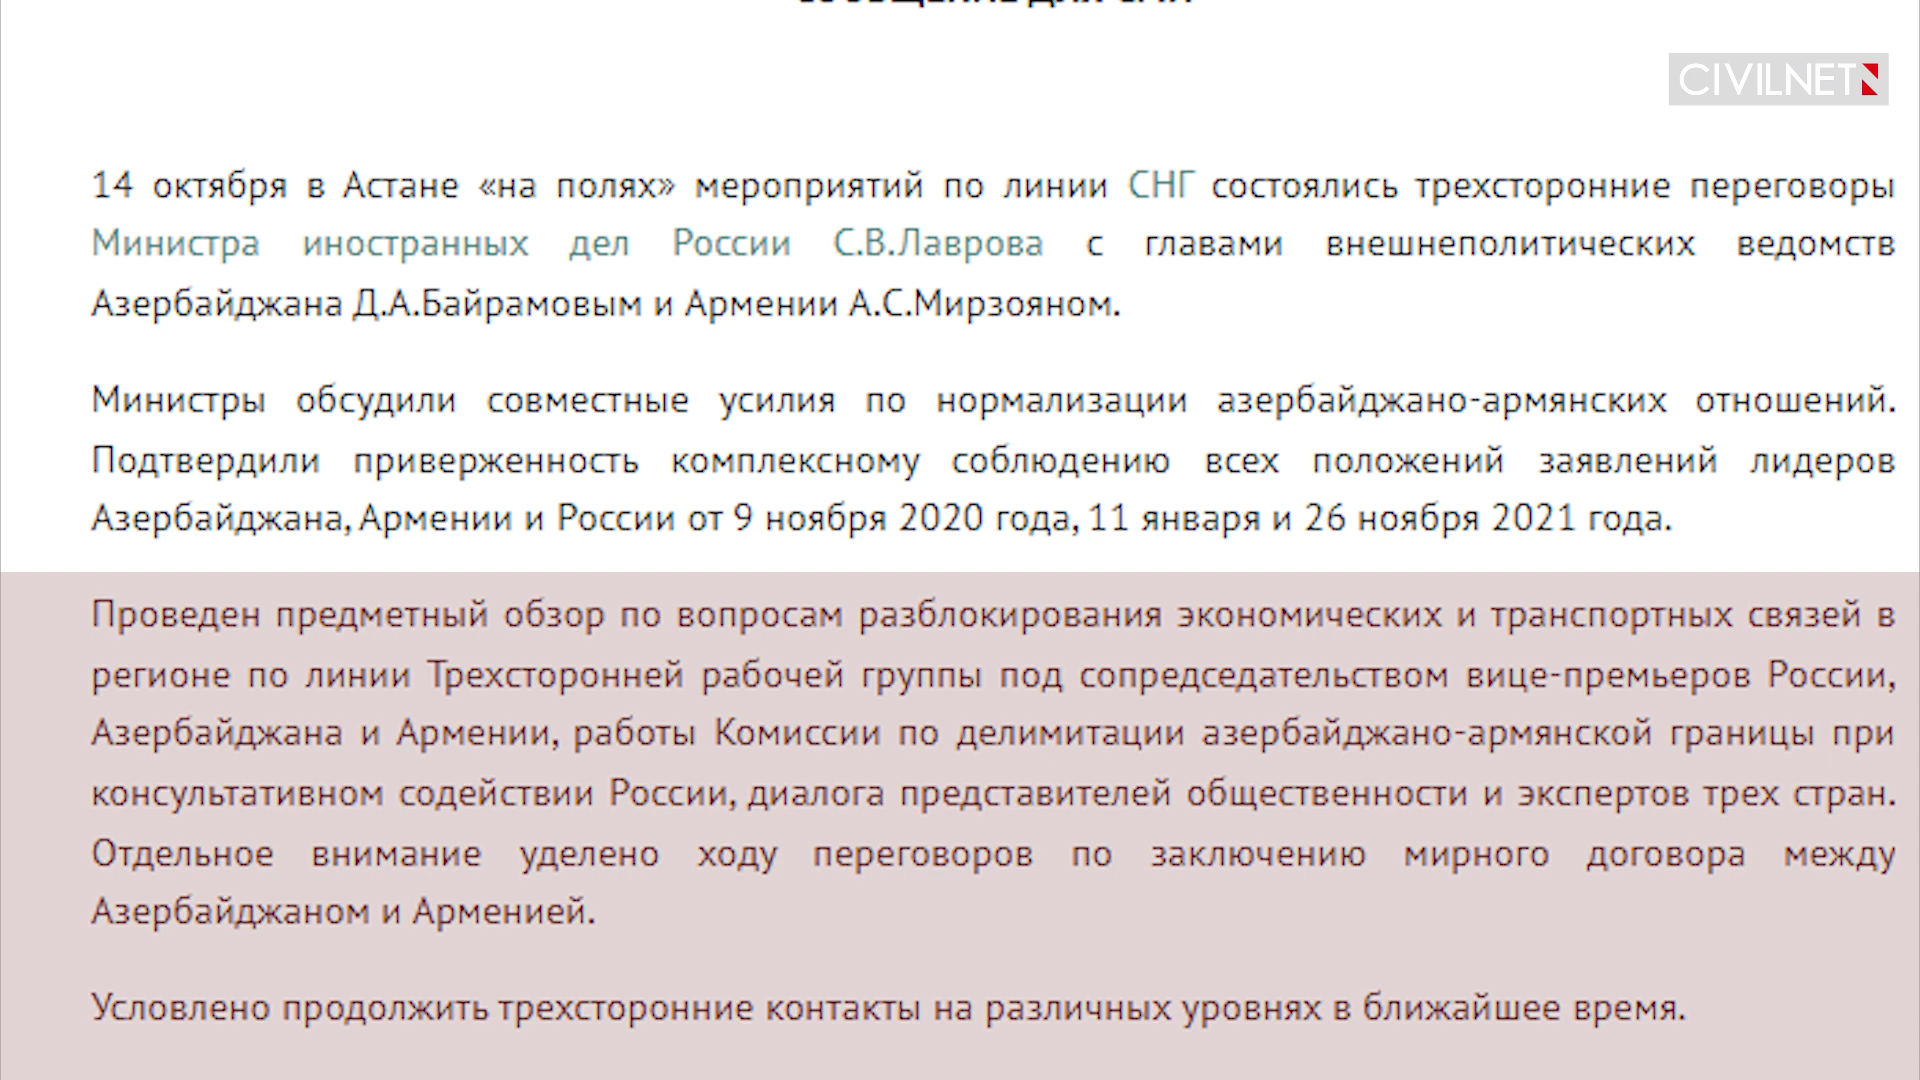 СООБЩЕНИЕ ДЛЯ СМИ
CIVILNET
14 октября в Астане «на полях» мероприятий по линии СНГ состоялись трехсторонние переговоры
Министра иностранных дел России С.В.Лаврова с главами внешнеполитических ведомств
Азербайджана Д.А.Байрамовым и Армении А.С.Мирзояном.
Министры обсудили совместные усилия по нормализации азербайджано-армянских отношений.
Подтвердили приверженность комплексному соблюдению всех положений заявлений лидеров
Азербайджана, Армении и России от 9 ноября 2020 года, 11 января и 26 ноября 2021 года.
Проведен предметный обзор по вопросам разблокирования экономических и транспортных связей в
регионе по линии Трехсторонней рабочей группы под сопредседательством вице-премьеров России,
Азербайджана и Армении, работы Комиссии по делимитации азербайджано-армянской границы при
консультативном содействии России, диалога представителей общественности и экспертов трех стран.
Отдельное внимание уделено ходу переговоров по заключению мирного договора между
Азербайджаном и Арменией.
Условлено продолжить трехсторонние контакты на различных уровнях в ближайшее время.